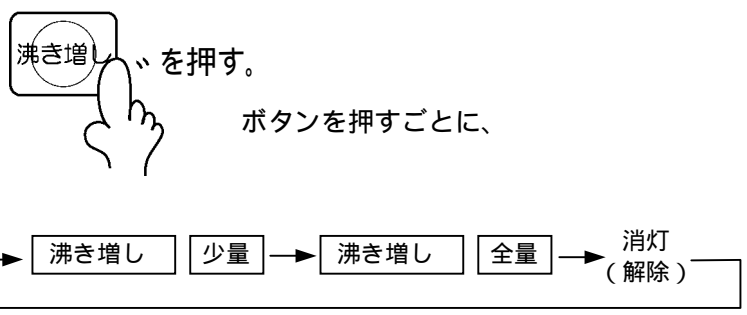 沸き増し を押す。
ボタンを押すごとに、
沸き増し 少量 沸き増し 全量 消灯
(解除)